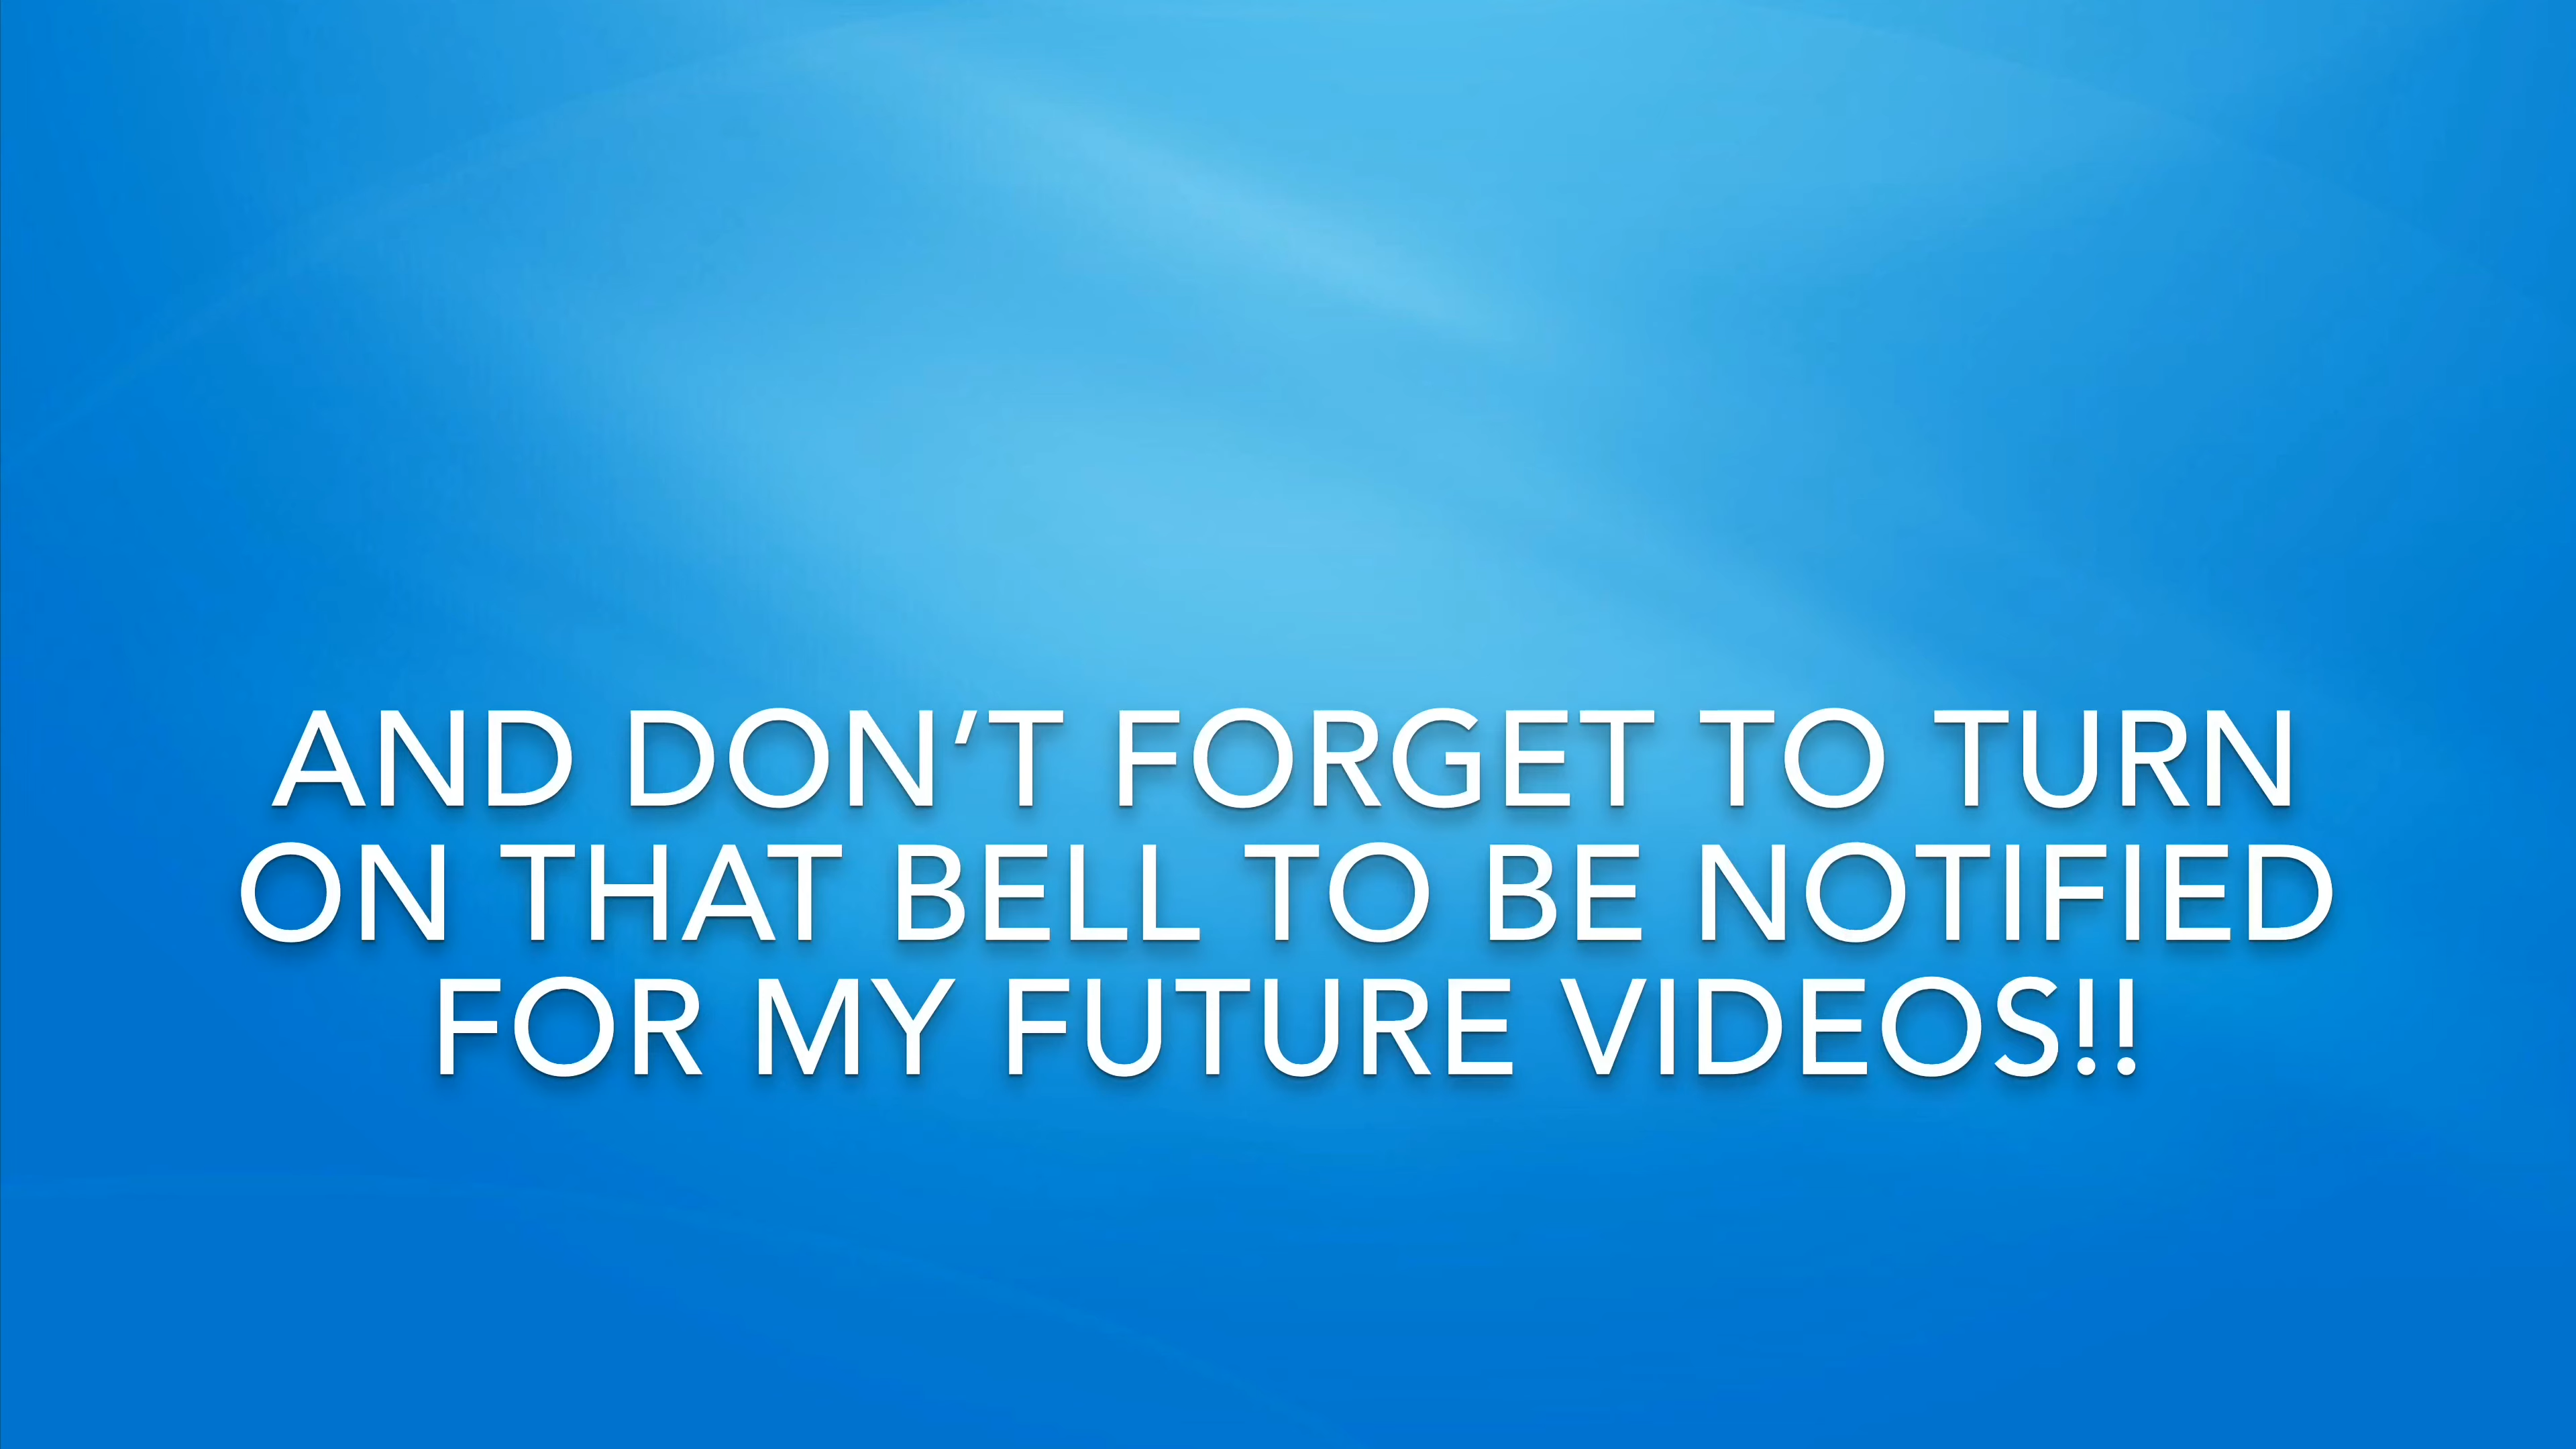 AND DON’T FORGET TO TURN
ON THAT BELL TO BE NOTIFIED
FOR MY FUTURE VIDEOS!!